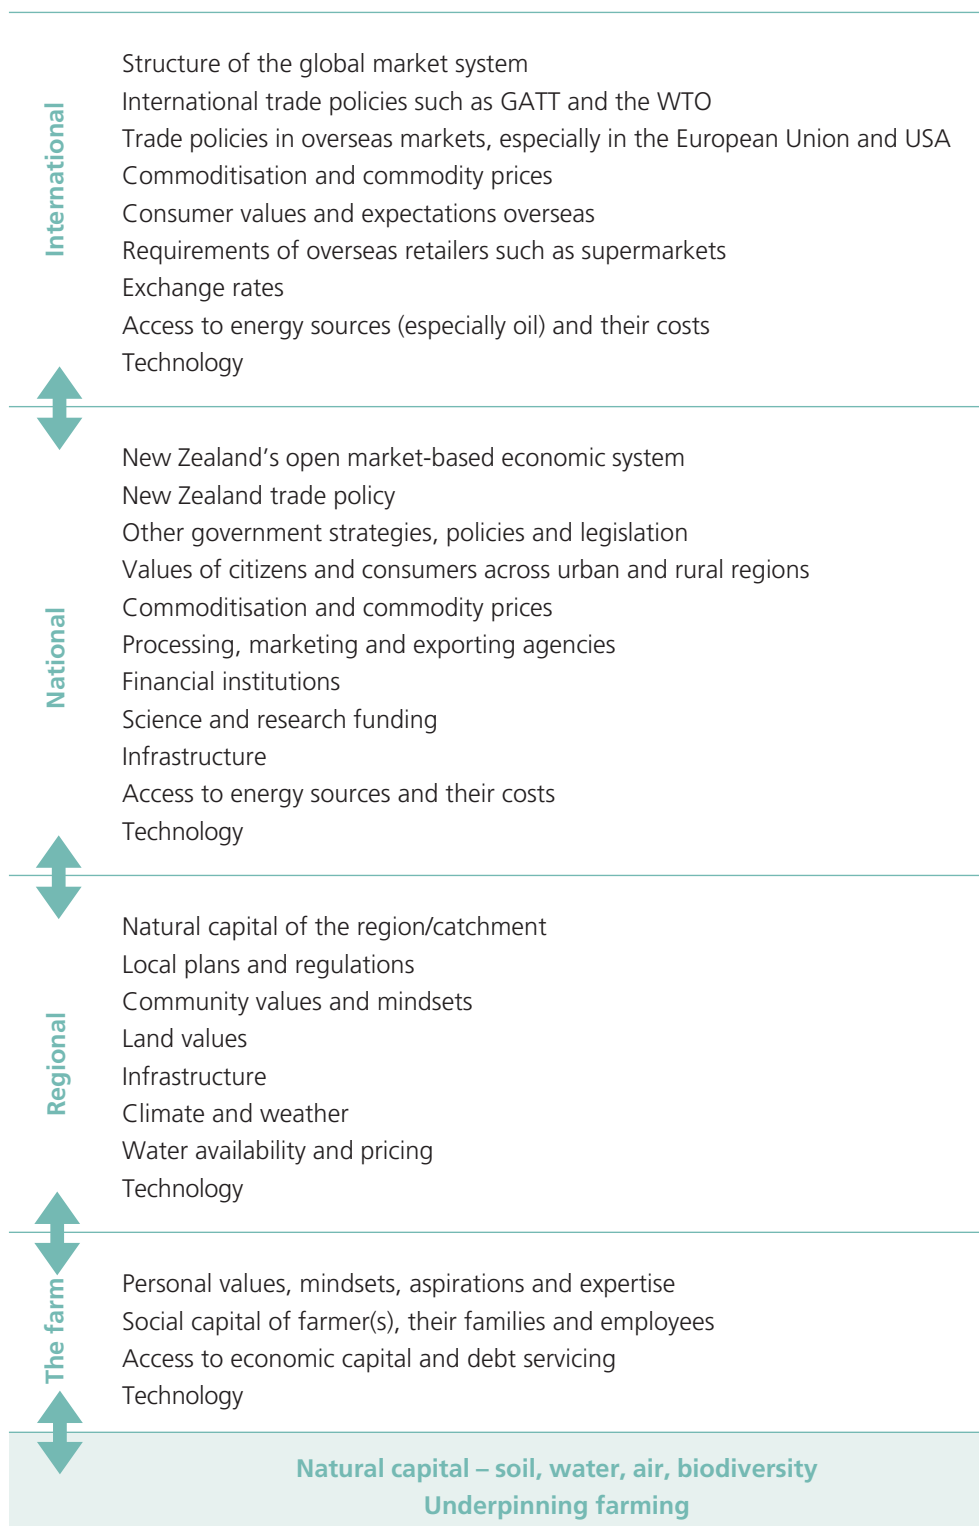 International
Structure of the global market system
International trade policies such as GATT and the WTO
Trade policies in overseas markets, especially in the European Union and USA
Commoditisation and commodity prices
Consumer values and expectations overseas
Requirements of overseas retailers such as supermarkets
Exchange rates
Access to energy sources (especially oil) and their costs
Technology
National
New Zealand’s open market-based economic system
New Zealand trade policy
Other government strategies, policies and legislation
Values of citizens and consumers across urban and rural regions
Commoditisation and commodity prices
Processing, marketing and exporting agencies
Financial institutions
Science and research funding
Infrastructure
Access to energy sources and their costs
Technology
Regional
Natural capital of the region/catchment
Local plans and regulations
Community values and mindsets
Land values
Infrastructure
Climate and weather
Water availability and pricing
Technology
The farm
Personal values, mindsets, aspirations and expertise
Social capital of farmer(s), their families and employees
Access to economic capital and debt servicing
Technology
Natural capital – soil, water, air, biodiversity
Underpinning farming